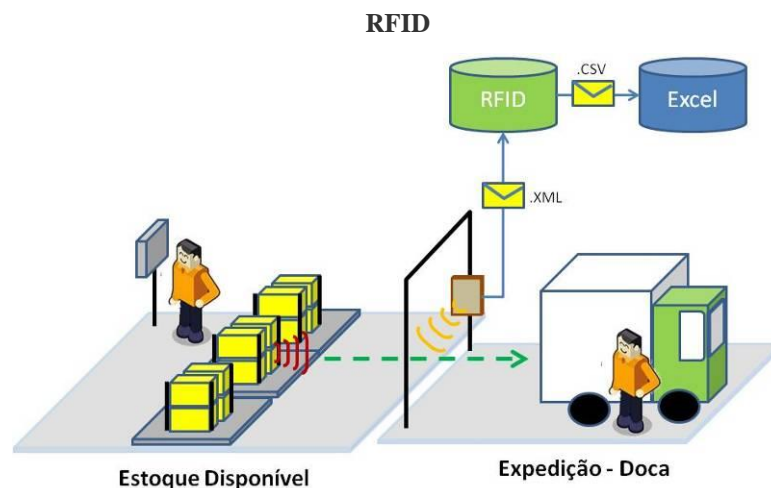 RFID
.CSV
RFID
Excel
.XML
Estoque Disponível
Expedição - Doca